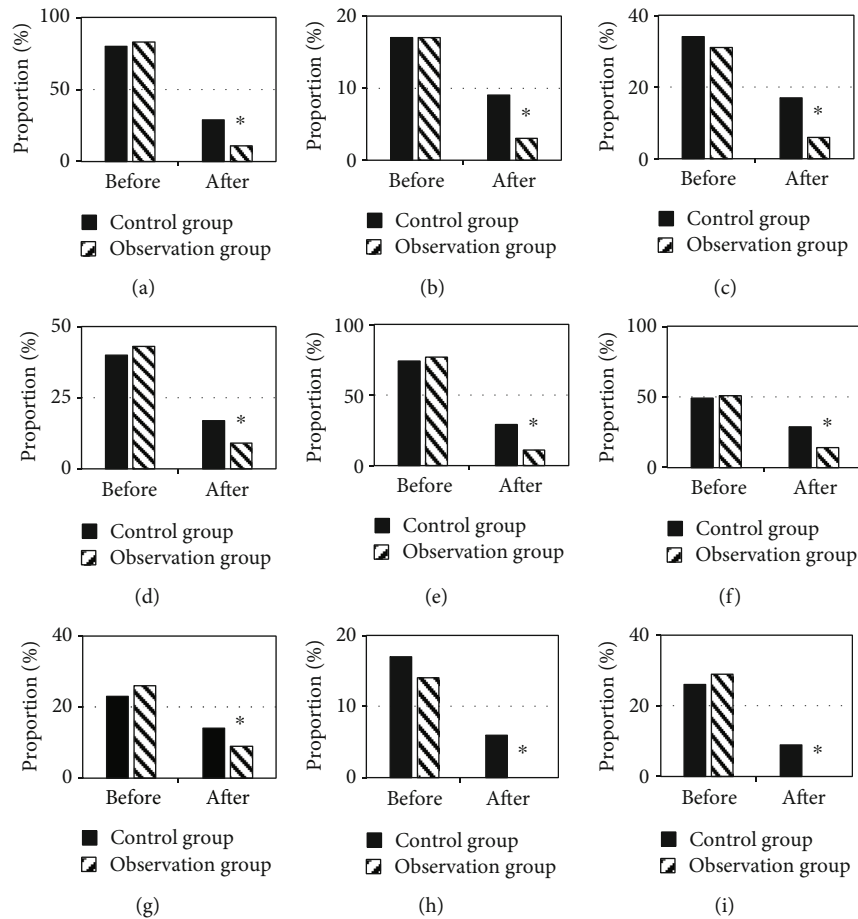 Proportion (%)
100
50
0
*
Before After
Control group
Observation group
(a)
Proportion (%)
20
10
0
*
Before After
Control group
Observation group
(b)
Proportion (%)
40
20
0
*
Before After
Control group
Observation group
(c)
Proportion (%)
50
25
0
*
Before After
Control group
Observation group
(d)
Proportion (%)
100
50
0
*
Before After
Control group
Observation group
(e)
Proportion (%)
100
50
0
*
Before After
Control group
Observation group
(f)
Proportion (%)
40
20
0
*
Before After
Control group
Observation group
(g)
Proportion (%)
20
10
0
*
Before After
Control group
Observation group
(h)
Proportion (%)
40
20
0
*
Before After
Control group
Observation group
(i)